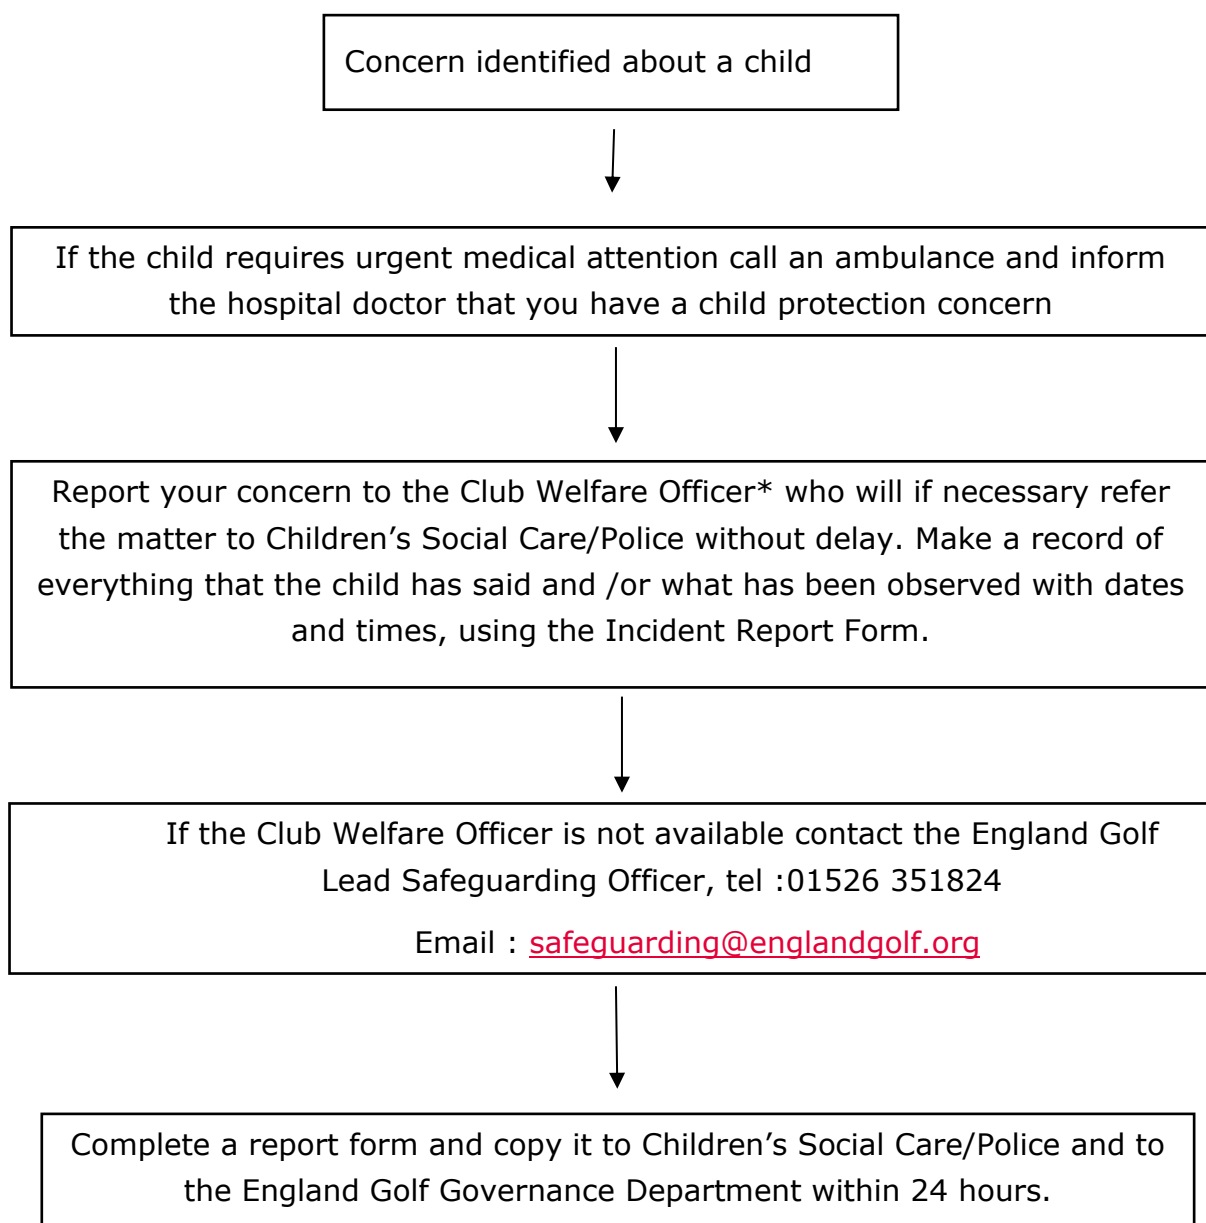 Concern identified about a child
If the child requires urgent medical attention call an ambulance and inform
the hospital doctor that you have a child protection concern
Report your concern to the Club Welfare Officer* who will if necessary refer
the matter to Children’s Social Care/Police without delay. Make a record of
everything that the child has said and /or what has been observed with dates
and times, using the Incident Report Form.
If the Club Welfare Officer is not available contact the England Golf
Lead Safeguarding Officer, tel :01526 351824
Email : safeguarding@englandgolf.org
Complete a report form and copy it to Children’s Social Care/Police and to
the England Golf Governance Department within 24 hours.